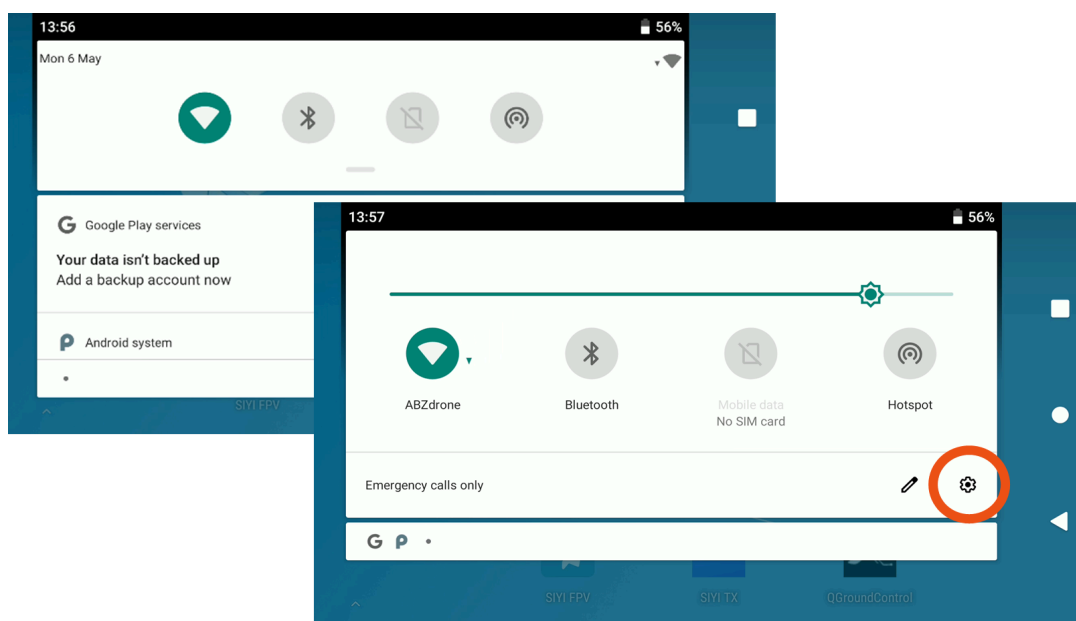 13:56
56%
Mon 6 May
Google Play services
Your data isn't backed up
Add a backup account now
Android system
SIYI FPV
13:57
56%
ABZdrone
Bluetooth
Mobile data
Hotspot
No SIM card
Emergency calls only
SIYI FPV
SIYI TX
QGroundControl